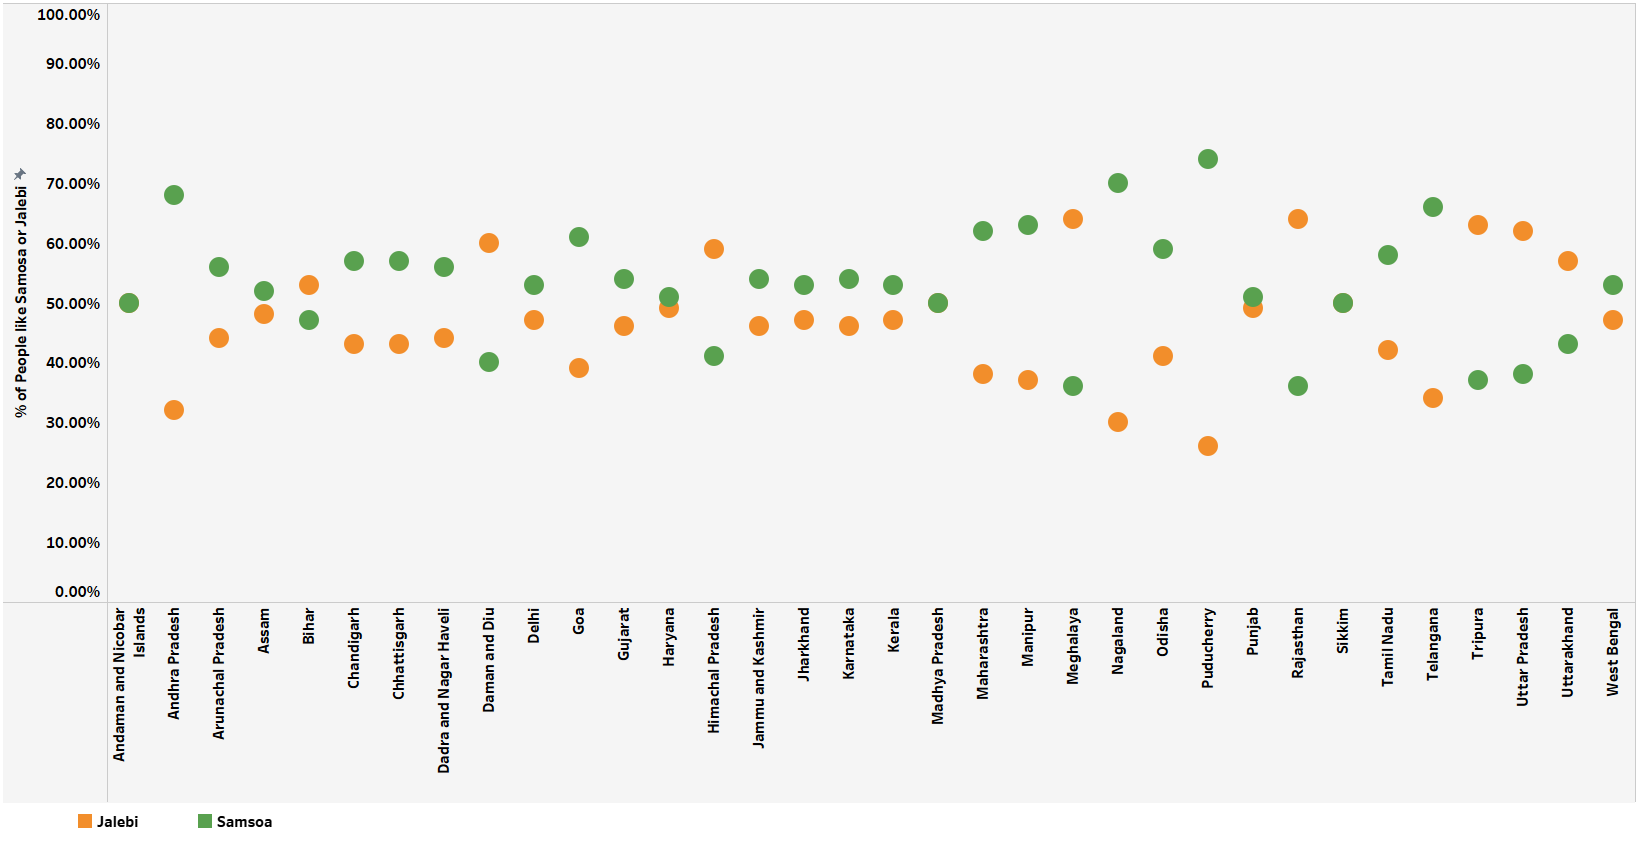 100.00%
90.00%
80.00%
70.00%
60.00%
50.00%
40.00%
30.00%
20.00%
10.00%
0.00%
% of People like Samosa or Jalebi
Andaman and Nicobar
Islands
Andhra Pradesh
Arunachal Pradesh
Assam
Bihar
Chandigarh
Chhattisgarh
Dadra and Nagar Haveli
Daman and Diu
Delhi
Goa
Gujarat
Haryana
Himachal Pradesh
Jammu and Kashmir
Jharkhand
Karnataka
Kerala
Madhya Pradesh
Maharashtra
Manipur
Meghalaya
Nagaland
Odisha
Puducherry
Punjab
Rajasthan
Sikkim
Tamil Nadu
Telangana
Tripura
Uttar Pradesh
Uttarakhand
West Bengal
Jalebi
Samsoa